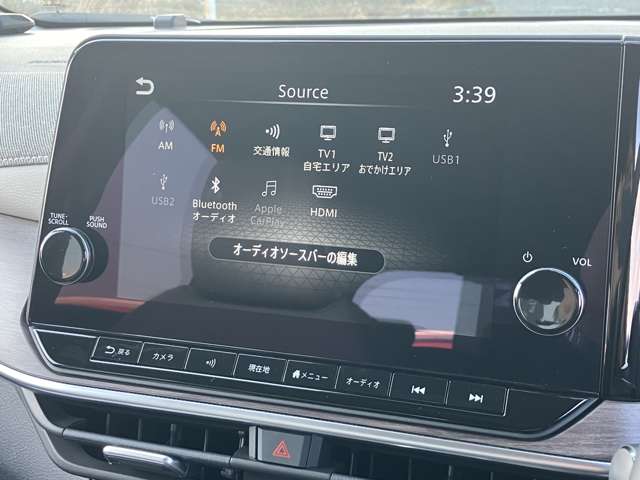 Source
3:39
AM
FM
交通情報
TV1
自宅エリア
TV2
おでかけエリア
USB1
USB2
Bluetooth
オーディオ
Apple
CarPlay
HDMI
オーディオソースバーの編集
TUNE·
SCROLL
PUSH
SOUND
VOL
戻る
カメラ
現在地
メニュー
オーディオ